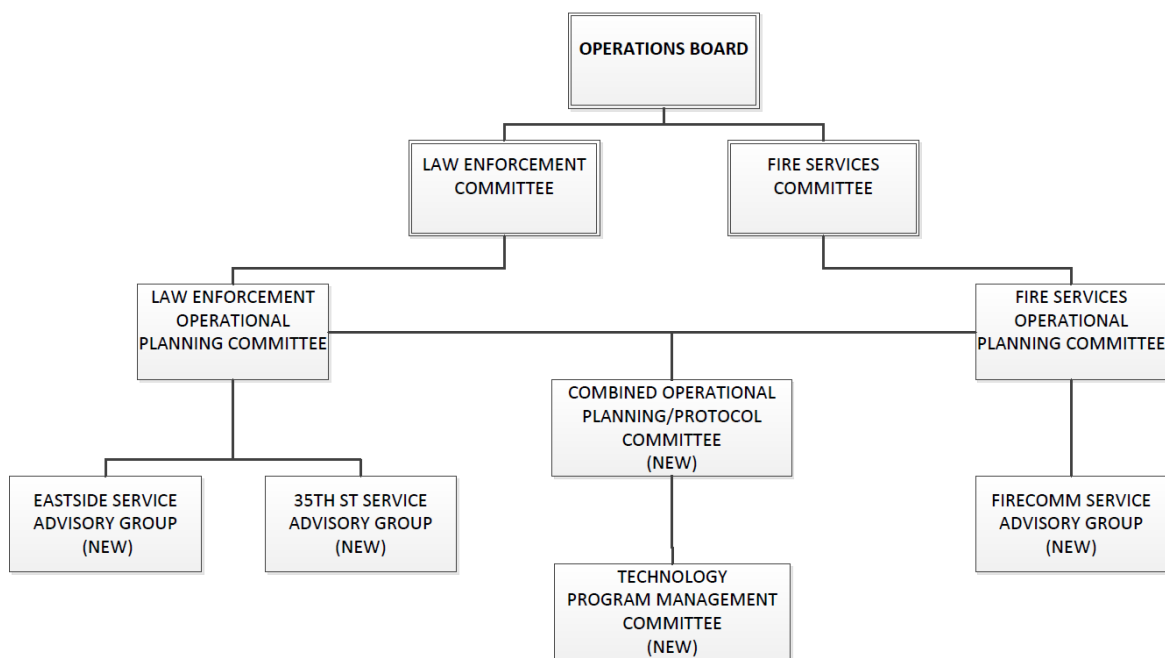 OPERATIONS BOARD
LAW ENFORCEMENT
COMMITTEE
FIRE SERVICES
COMMITTEE
LAW ENFORCEMENT
OPERATIONAL
PLANNING COMMITTEE
FIRE SERVICES
OPERATIONAL
PLANNING COMMITTEE
COMBINED OPERATIONAL
PLANNING/PROTOCOL
COMMITTEE
(NEW)
EASTSIDE SERVICE
ADVISORY GROUP
(NEW)
35TH ST SERVICE
ADVISORY GROUP
(NEW)
FIRECOMM SERVICE
ADVISORY GROUP
(NEW)
TECHNOLOGY
PROGRAM MANAGEMENT
COMMITTEE
(NEW)